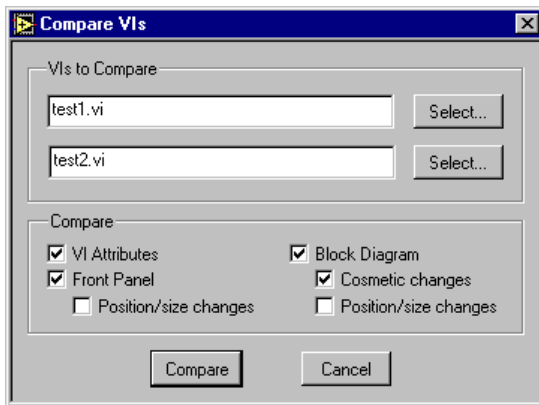 Compare VIs
VIs to Compare
test1.vi
Select...
test2.vi
Select...
Compare
VI Attributes
Block Diagram
Front Panel
Cosmetic changes
Position/size changes
Position/size changes
Compare
Cancel